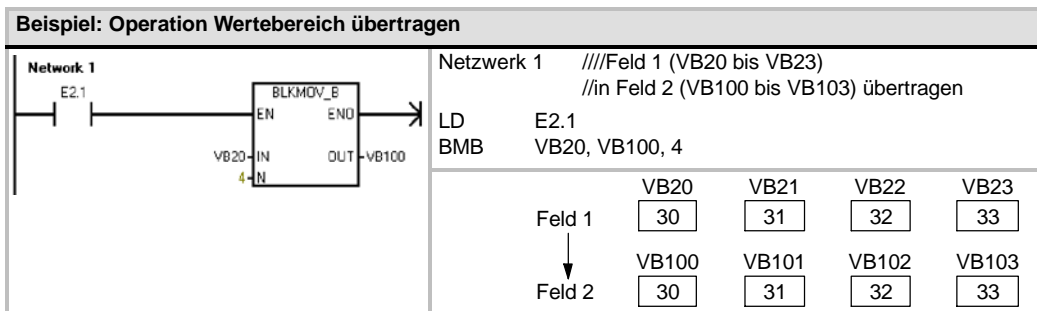 Beispiel: Operation Wertebereich übertragen
Network 1
E2.1
BLKMOV_B
EN ENO
VB20 IN OUT VB100
4 N
Netzwerk 1 ////Feld 1 (VB20 bis VB23)
//in Feld 2 (VB100 bis VB103) übertragen
LD E2.1
BMB VB20, VB100, 4
VB20 VB21 VB22 VB23
Feld 1 30 31 32 33
VB100 VB101 VB102 VB103
Feld 2 30 31 32 33